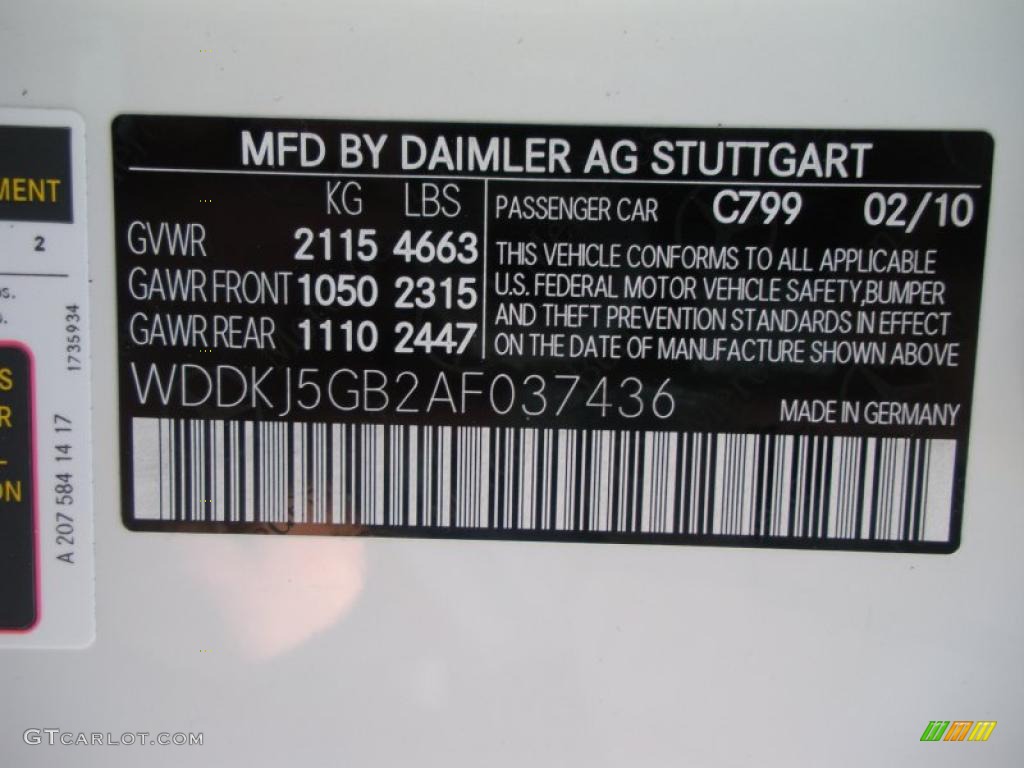 MFD BY DAIMLER AG STUTTGART
KG LBS
GVWR 2115 4663
GAWR FRONT 1050 2315
GAWR REAR 1110 2447
PASSENGER CAR C799 02/10
THIS VEHICLE CONFORMS TO ALL APPLICABLE
U.S. FEDERAL MOTOR VEHICLE SAFETY,BUMPER
AND THEFT PREVENTION STANDARDS IN EFFECT
ON THE DATE OF MANUFACTURE SHOWN ABOVE
WDDKJ5GB2AF037436
MADE IN GERMANY
MENT
2
1735934
A 207 584 14 17
S
R
ON
GTCARLOT.COM